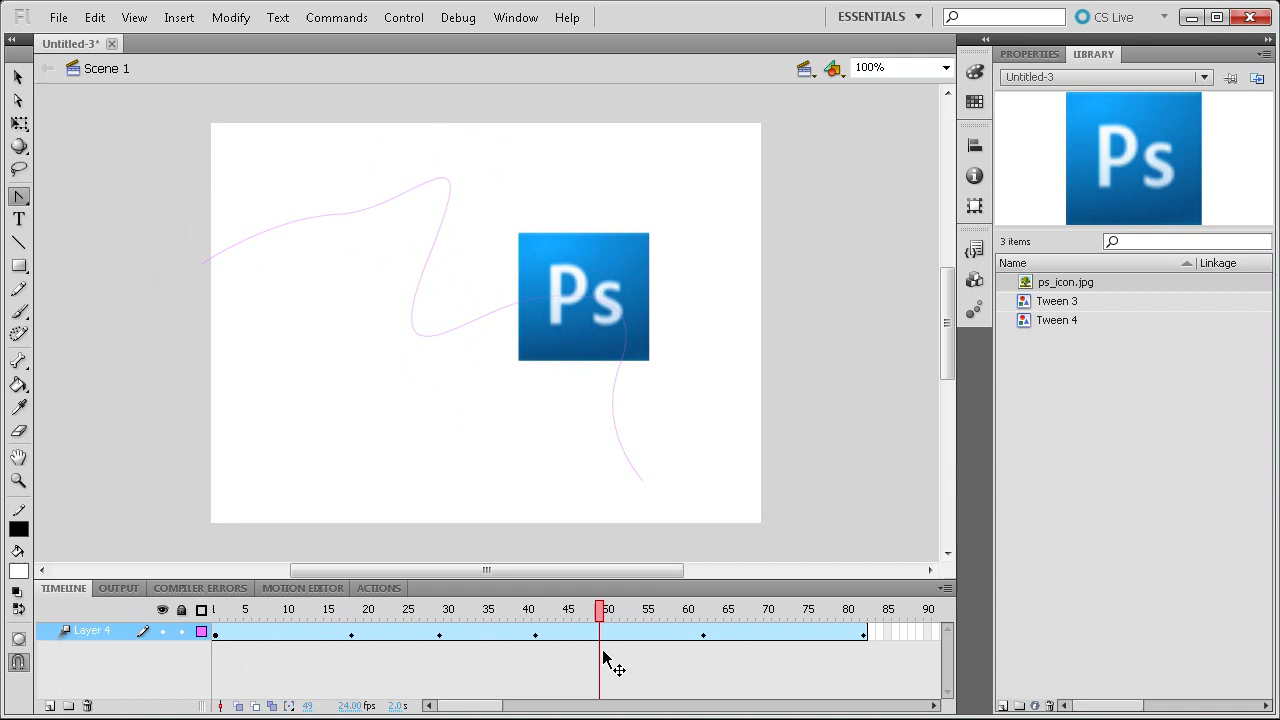 Fl File Edit View Insert Modify Text Commands Control Debug Window Help ESSENTIALS CS Live
Untitled-3*
Scene 1 100%
PROPERTIES LIBRARY
Untitled-3
Ps
Ps
3 items
Name Linkage
ps_icon.jpg
Tween 3
Tween 4
T
TIMELINE OUTPUT COMPILER ERRORS MOTION EDITOR ACTIONS
5 10 15 20 25 30 35 40 45 50 55 60 65 70 75 80 85 90
Layer 4
49 24.00 fps 2.0 s